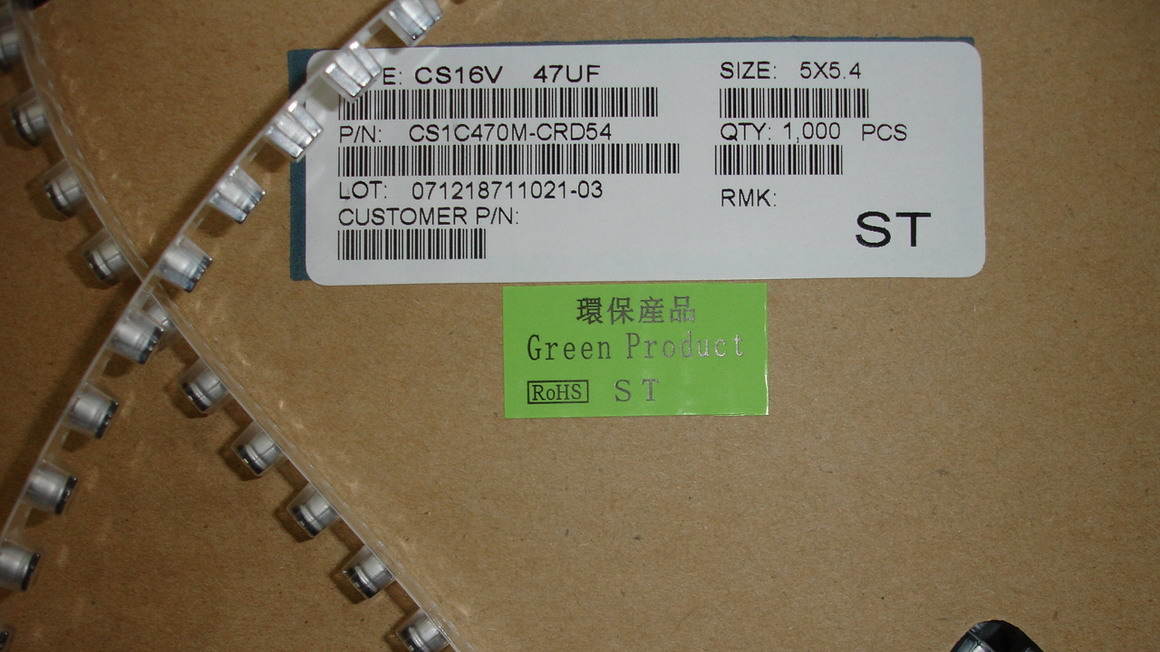 E: CS16V 47UF
SIZE: 5X5.4
P/N: CS1C470M-CRD54
QTY: 1,000 PCS
LOT: 071218711021-03
RMK:
CUSTOMER P/N:
ST
環保産品
Green Product
RoHS ST